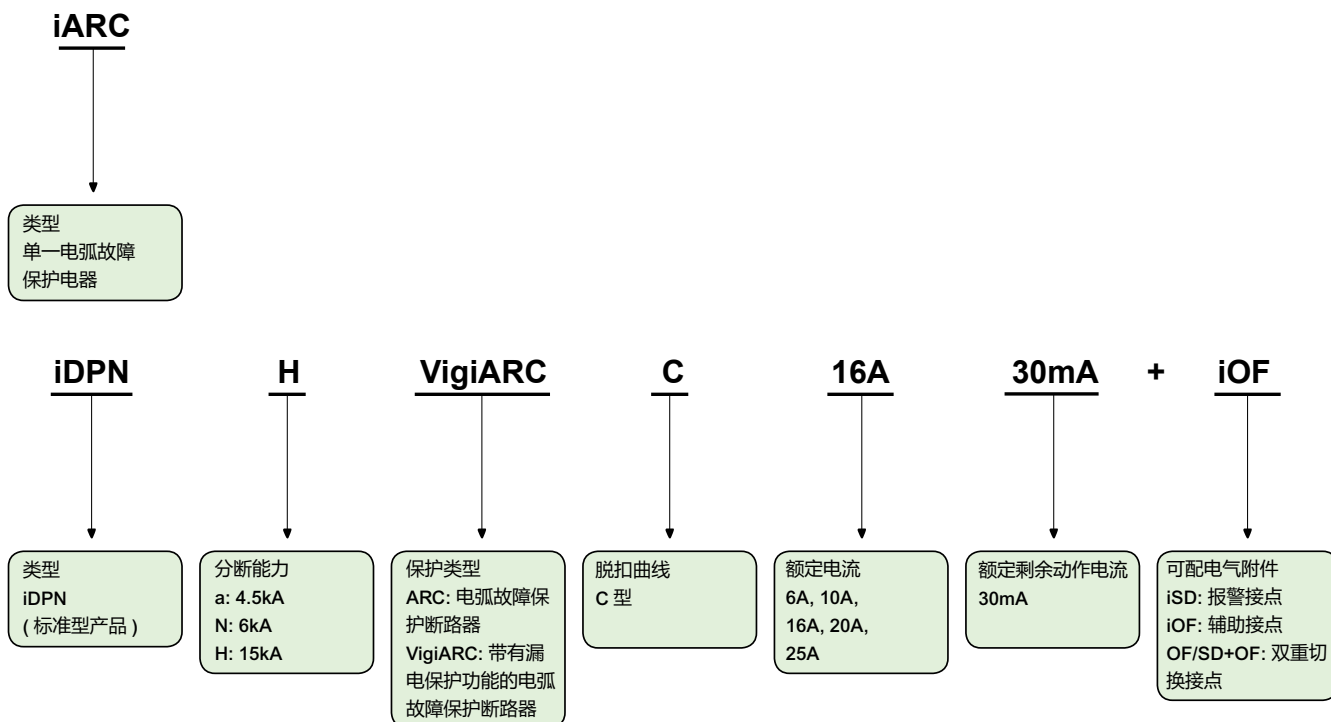 iARC
类型
单一电弧故障
保护电器
iDPN H VigiARC C 16A 30mA + iOF
类型
iDPN
( 标准型产品 )
分断能力
a: 4.5kA
N: 6kA
H: 15kA
保护类型
ARC: 电弧故障保
护断路器
VigiARC: 带有漏
电保护功能的电弧
故障保护断路器
脱扣曲线
C 型
额定电流
6A, 10A,
16A, 20A,
25A
额定剩余动作电流
30mA
可配电气附件
iSD: 报警接点
iOF: 辅助接点
OF/SD+OF: 双重切
换接点